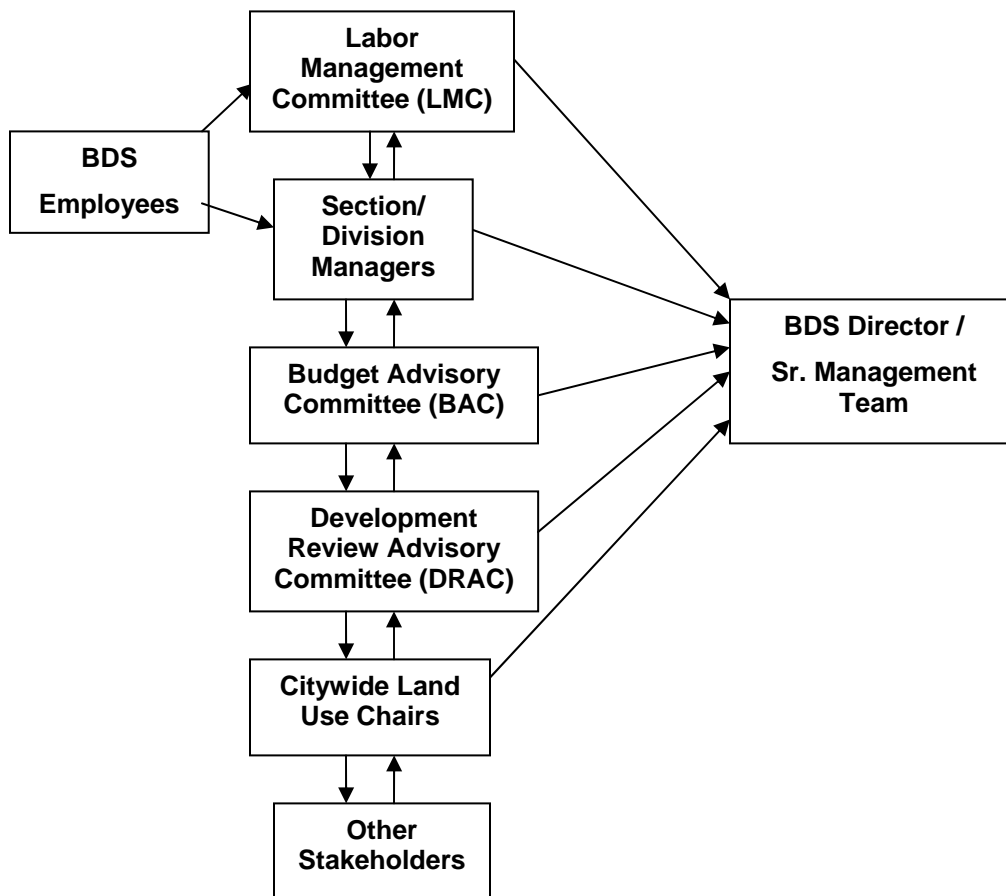 Labor
Management
Committee (LMC)
BDS
Employees
Section/
Division
Managers
BDS Director /
Sr. Management
Team
Budget Advisory
Committee (BAC)
Development
Review Advisory
Committee (DRAC)
Citywide Land
Use Chairs
Other
Stakeholders